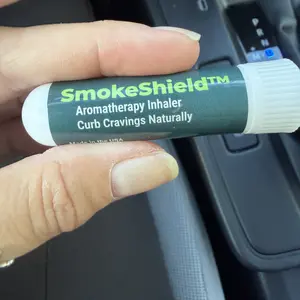 SmokeShield™
Aromatherapy Inhaler
Curb Cravings Naturally
Made in the USA